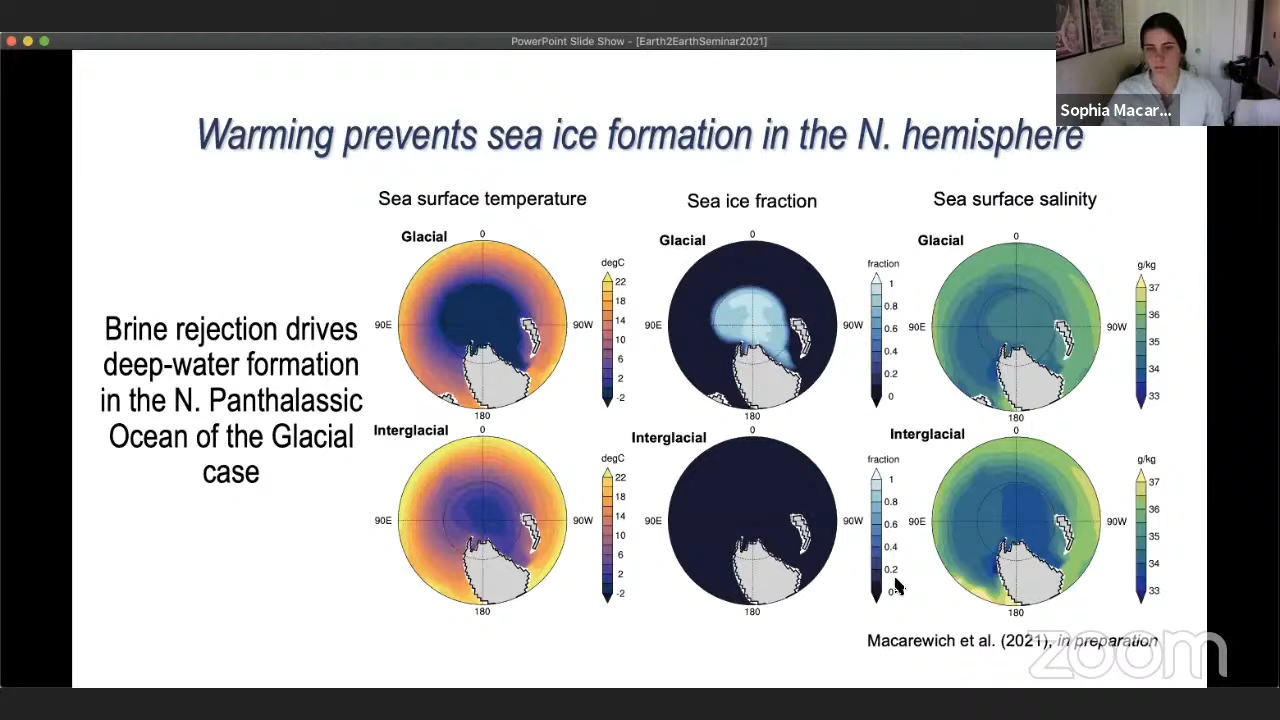 PowerPoint Slide Show - [Earth2EarthSeminar2021]
Sophia Macar...
Warming prevents sea ice formation in the N. hemisphere
Brine rejection drives
deep-water formation
in the N. Panthalassic
Ocean of the Glacial
case
Sea surface temperature
Glacial
0
90E
90W
180
degC
22
18
14
10
6
2
-2
Interglacial
0
90E
90W
180
degC
22
18
14
10
6
2
-2
Sea ice fraction
Glacial
0
90E
90W
180
fraction
1
0.8
0.6
0.4
0.2
0
Interglacial
0
90E
90W
180
fraction
1
0.8
0.6
0.4
0.2
0
Sea surface salinity
Glacial
0
90E
90W
180
g/kg
37
36
35
34
33
Interglacial
0
90E
90W
180
g/kg
37
36
35
34
33
Macarewich et al. (2021), in preparation
zoom